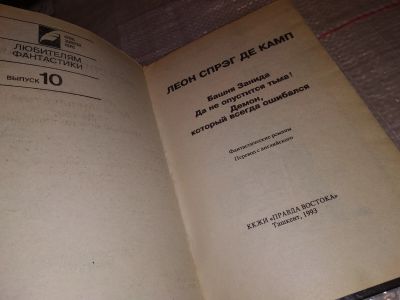 ЛЮБИТЕЛЯМ
ФАНТАСТИКИ
ВЫПУСК 10
ЛЕОН СПРЭГ ДЕ КАМП
Башня Занида
Да не опустится тьма!
Демон,
который всегда ошибался
Фантастические романы
Перевод с английского
ККЖИ «ПРАВДА ВОСТОКА»
Ташкент, 1993